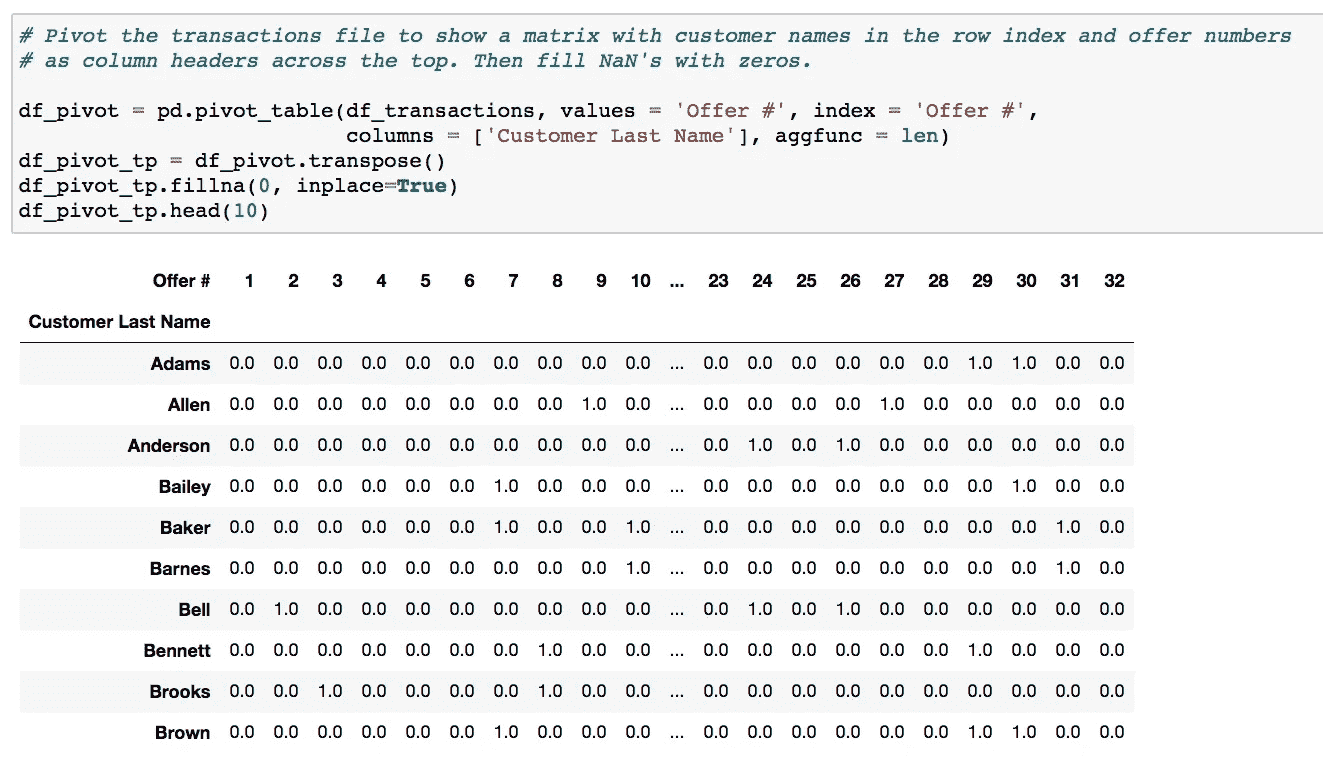 # Pivot the transactions file to show a matrix with customer names in the row index and offer numbers
# as column headers across the top. Then fill NaN's with zeros.
df_pivot = pd.pivot_table(df_transactions, values = 'Offer #', index = 'Offer #',
columns = ['Customer Last Name'], aggfunc = len)
df_pivot_tp = df_pivot.transpose()
df_pivot_tp.fillna(0, inplace=True)
df_pivot_tp.head(10)
Offer # 1 2 3 4 5 6 7 8 9 10 ... 23 24 25 26 27 28 29 30 31 32
Customer Last Name
Adams 0.0 0.0 0.0 0.0 0.0 0.0 0.0 0.0 0.0 0.0 ... 0.0 0.0 0.0 0.0 0.0 0.0 1.0 1.0 0.0 0.0
Allen 0.0 0.0 0.0 0.0 0.0 0.0 0.0 0.0 1.0 0.0 ... 0.0 0.0 0.0 0.0 1.0 0.0 0.0 0.0 0.0 0.0
Anderson 0.0 0.0 0.0 0.0 0.0 0.0 0.0 0.0 0.0 0.0 ... 0.0 1.0 0.0 1.0 0.0 0.0 0.0 0.0 0.0 0.0
Bailey 0.0 0.0 0.0 0.0 0.0 0.0 1.0 0.0 0.0 0.0 ... 0.0 0.0 0.0 0.0 0.0 0.0 0.0 1.0 0.0 0.0
Baker 0.0 0.0 0.0 0.0 0.0 0.0 1.0 0.0 0.0 1.0 ... 0.0 0.0 0.0 0.0 0.0 0.0 0.0 0.0 1.0 0.0
Barnes 0.0 0.0 0.0 0.0 0.0 0.0 0.0 0.0 0.0 1.0 ... 0.0 0.0 0.0 0.0 0.0 0.0 0.0 0.0 1.0 0.0
Bell 0.0 1.0 0.0 0.0 0.0 0.0 0.0 0.0 0.0 0.0 ... 0.0 1.0 0.0 1.0 0.0 0.0 0.0 0.0 0.0 0.0
Bennett 0.0 0.0 0.0 0.0 0.0 0.0 0.0 1.0 0.0 0.0 ... 0.0 0.0 0.0 0.0 0.0 0.0 1.0 0.0 0.0 0.0
Brooks 0.0 0.0 1.0 0.0 0.0 0.0 0.0 1.0 0.0 0.0 ... 0.0 0.0 0.0 0.0 0.0 0.0 0.0 0.0 0.0 0.0
Brown 0.0 0.0 0.0 0.0 0.0 0.0 1.0 0.0 0.0 0.0 ... 0.0 0.0 0.0 0.0 0.0 0.0 1.0 1.0 0.0 0.0